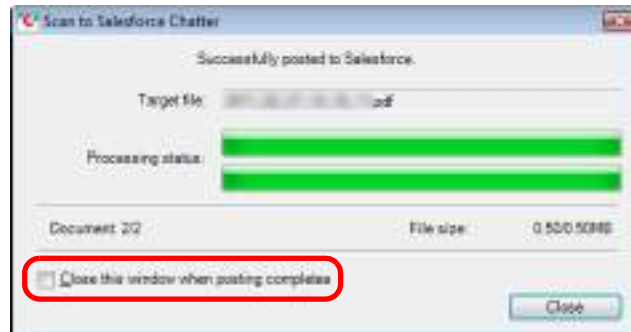 Scan to Salesforce Chatter
Successfully posted to Salesforce.
Target file: .pdf
Processing status:
Document: 2/2 File size: 0.50/0.50MB
Close this window when posting completes
Close